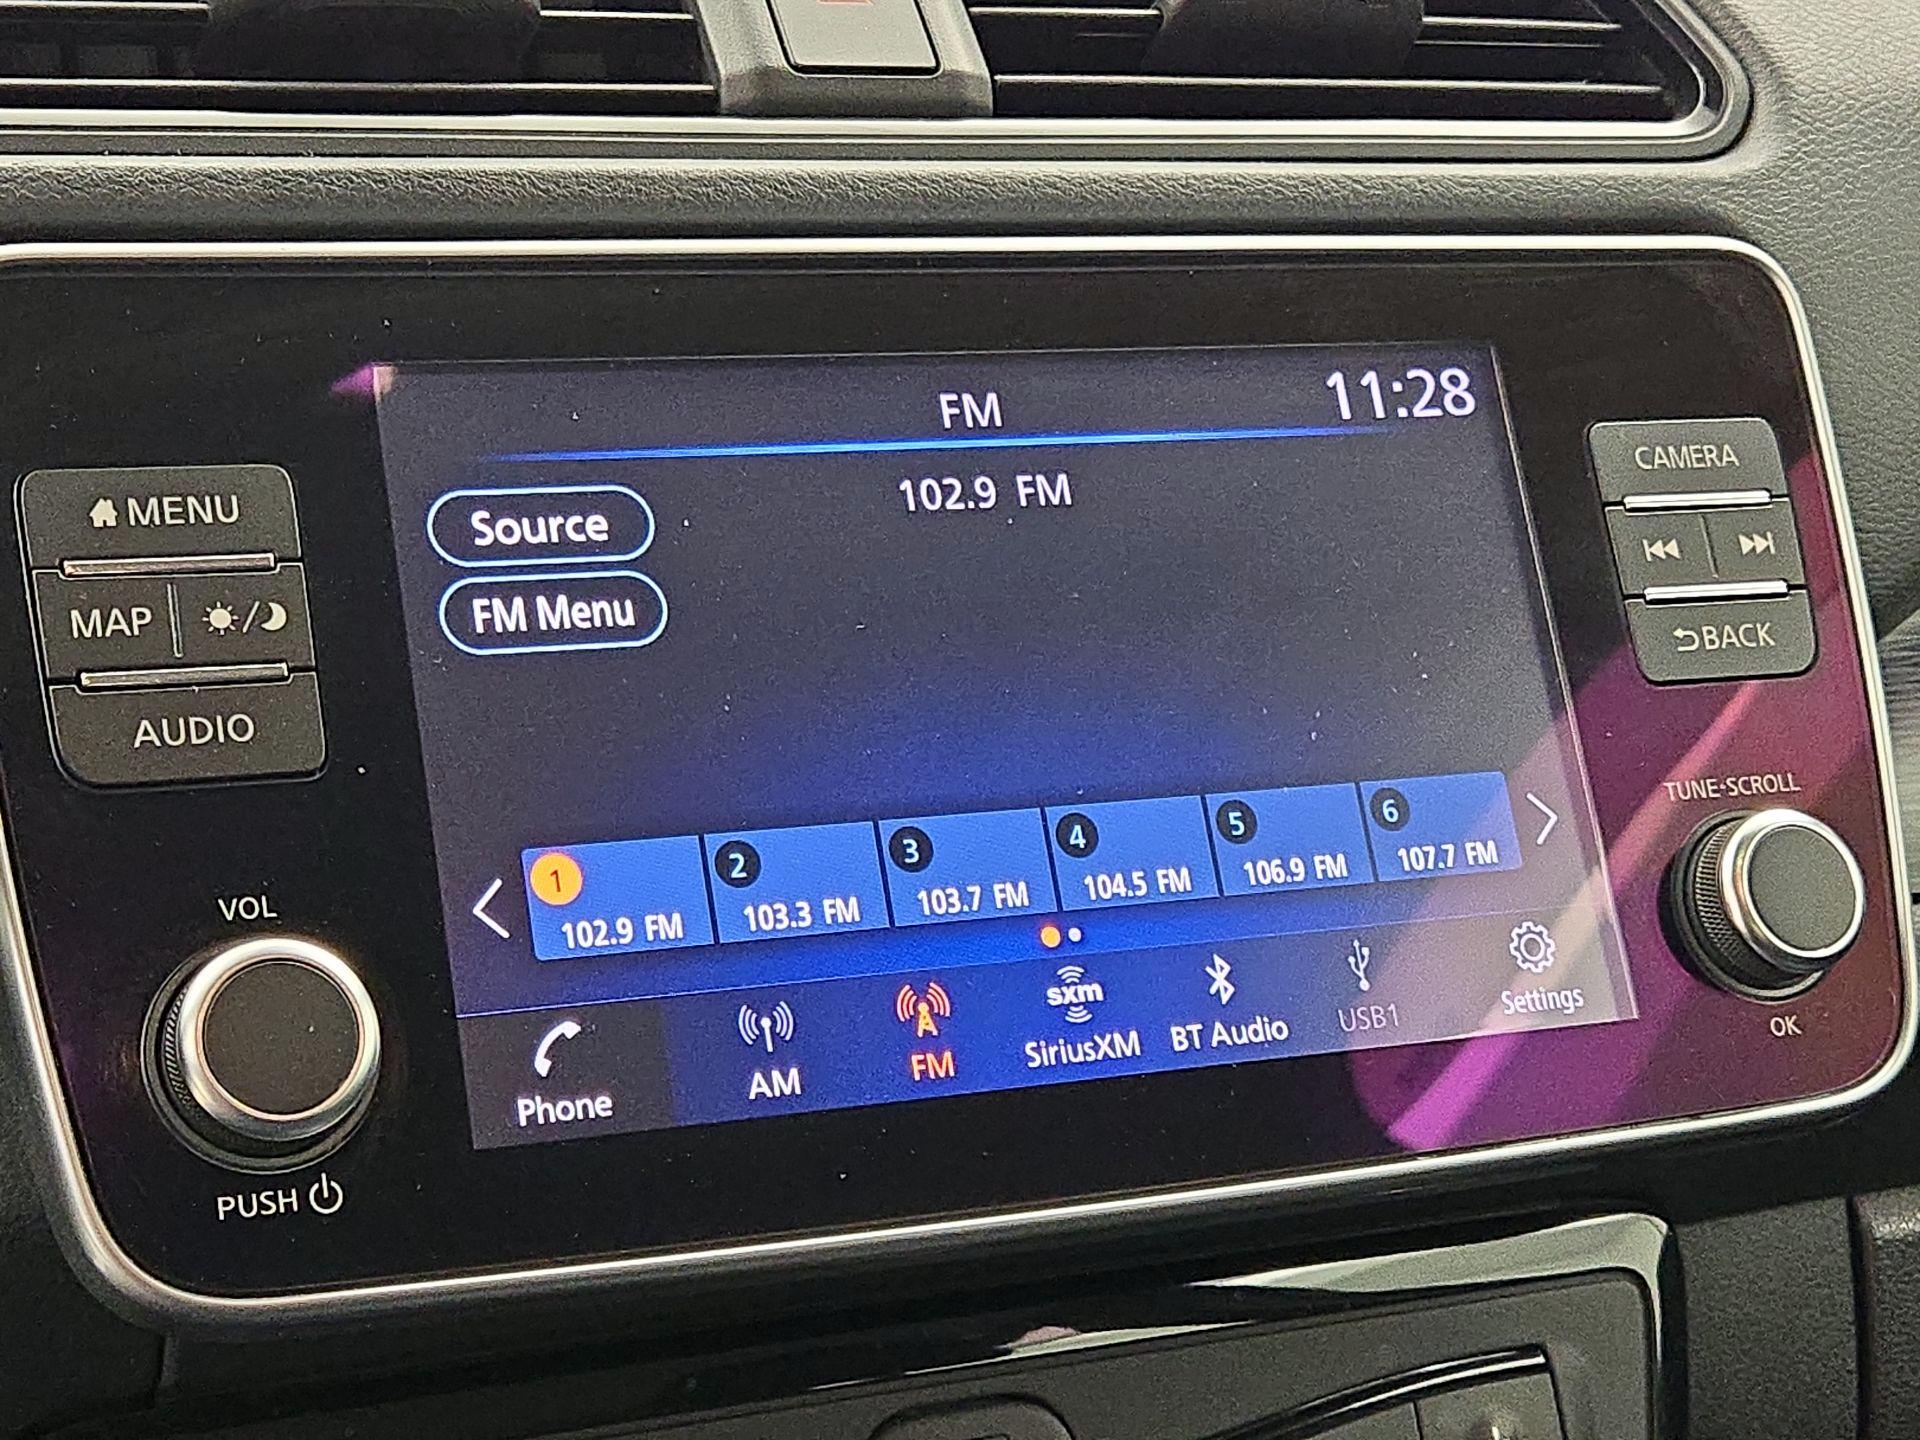 FM
11:28
102.9 FM
Source
FM Menu
1
102.9 FM
2
103.3 FM
3
103.7 FM
4
104.5 FM
5
106.9 FM
6
107.7 FM
Phone
AM
FM
sxm
SiriusXM
BT Audio
USB1
Settings
MENU
MAP
AUDIO
VOL
PUSH
CAMERA
BACK
TUNE·SCROLL
OK